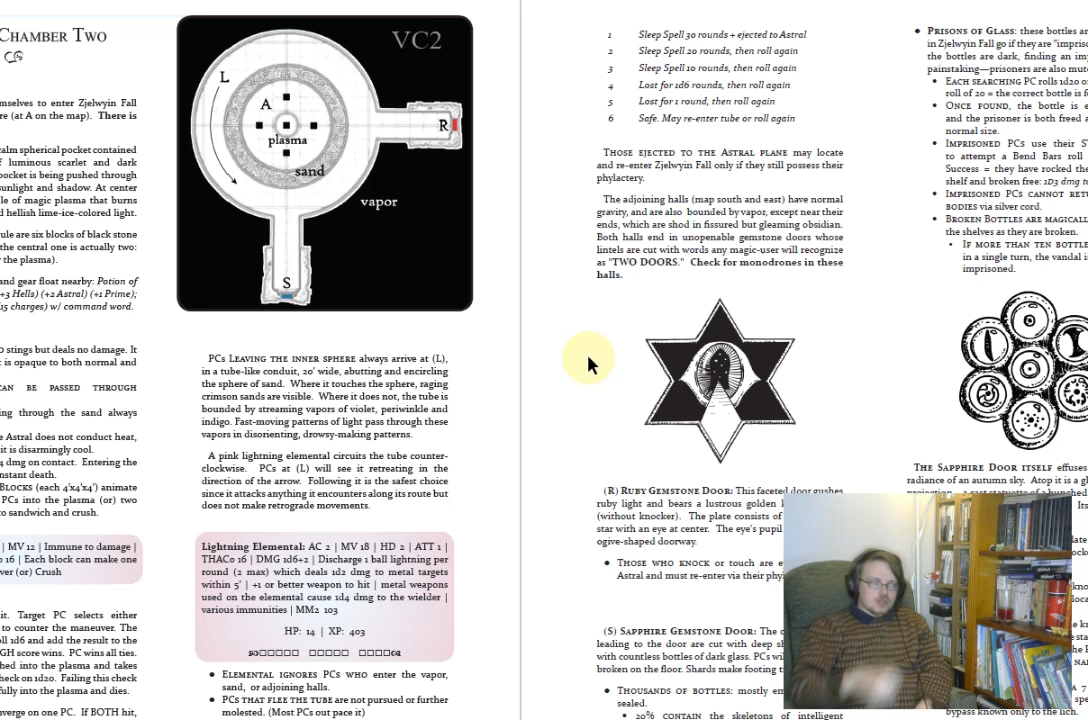 CHAMBER TWO
mselves to enter Zjelwyin Fall
re (at A on the map). There is
calm spherical pocket contained
f luminous scarlet and dark
pocket is being pushed through
sunlight and shadow. At center
le of magic plasma that burns
d hellish lime-ice-colored light.
ule are six blocks of black stone
the central one is actually two:
y the plasma).
and gear float nearby: Potion of
+3 Hells) (+2 Astral) (+1 Prime);
(15 charges) w/ command word.
o stings but deals no damage. It
t is opaque to both normal and
CAN BE PASSED THROUGH
ing through the sand always
e Astral does not conduct heat,
it is disarmingly cool.
4 dmg on contact. Entering the
nstant death.
BLOCKS (each 4'x4'x4') animate
PCs into the plasma (or) two
to sandwich and crush.
| MV 12 | Immune to damage |
o 16 | Each block can make one
ver (or) Crush
it. Target PC selects either
to counter the maneuver. The
oll 1d6 and add the result to the
GH score wins. PC wins all ties.
hed into the plasma and takes
heck on 1d20. Failing this check
fully into the plasma and dies.
nverge on one PC. If BOTH hit,
VC2
L
A
R
plasma
sand
vapor
S
PCs LEAVING THE INNER SPHERE always arrive at (L),
in a tube-like conduit, 20' wide, abutting and encircling
the sphere of sand. Where it touches the sphere, raging
crimson sands are visible. Where it does not, the tube is
bounded by streaming vapors of violet, periwinkle and
indigo. Fast-moving patterns of light pass through these
vapors in disorienting, drowsy-making patterns.
A pink lightning elemental circuits the tube counter-
clockwise. PCs at (L) will see it retreating in the
direction of the arrow. Following it is the safest choice
since it attacks anything it encounters along its route but
does not make retrograde movements.
Lightning Elemental: AC 2 | MV 18 | HD 2 | ATT 1 |
THAC0 16 | DMG 1d6+2 | Discharge 1 ball lightning per
round (2 max) which deals 1d2 dmg to metal targets
within 5' | +1 or better weapon to hit | metal weapons
used on the elemental cause 1d4 dmg to the wielder |
various immunities | MM2 103
HP: 14 | XP: 403
• ELEMENTAL IGNORES PCS WHO enter the vapor,
sand, or adjoining halls.
• PCS THAT FLEE THE TUBE are not pursued or further
molested. (Most PCs out pace it)
1 Sleep Spell 30 rounds + ejected to Astral
2 Sleep Spell 20 rounds, then roll again
3 Sleep Spell 10 rounds, then roll again
4 Lost for 1d6 rounds, then roll again
5 Lost for 1 round, then roll again
6 Safe. May re-enter tube or roll again
THOSE EJECTED TO THE ASTRAL PLANE may locate
and re-enter Zjelwyin Fall only if they still possess their
phylactery.
The adjoining halls (map south and east) have normal
gravity, and are also bounded by vapor, except near their
ends, which are shod in fissured but gleaming obsidian.
Both halls end in unopenable gemstone doors whose
lintels are cut with words any magic-user will recognize
as "TWO DOORS." Check for monodrones in these
halls.
(R) RUBY GEMSTONE DOOR: This faceted door gushes
ruby light and bears a lustrous golden
(without knocker). The plate consists of
star with an eye at center. The eye's pupil
ogive-shaped doorway.
• THOSE WHO KNOCK or touch are e
Astral and must re-enter via their phy
(S) SAPPHIRE GEMSTONE DOOR: The
leading to the door are cut with deep sh
with countless bottles of dark glass. PCs wi
broken on the floor. Shards make footing t
• THOUSANDS OF BOTTLES: mostly em
sealed.
• 20% CONTAIN the skeletons of intelligent
• PRISONS OF GLASS: these bottles ar
in Zjelwyin Fall go if they are "impriso
the bottles are dark, finding an im
painstaking—prisoners are also mut
• EACH SEARCHING PC rolls 1d20 o
roll of 20 = the correct bottle is f
• ONCE FOUND, the bottle is e
and the prisoner is both freed a
normal size.
• IMPRISONED PCS use their S
to attempt a Bend Bars roll
Success = they have rocked the
shelf and broken free: 1D3 dmg t
• IMPRISONED PCS CANNOT RETU
BODIES via silver cord.
• BROKEN BOTTLES ARE MAGICALL
the shelves as they are broken.
• IF MORE THAN TEN BOTTLE
in a single turn, the vandal is
imprisoned.
THE SAPPHIRE DOOR ITSELF effuses
radiance of an autumn sky. Atop it is a gl
bypass known only to the lich.